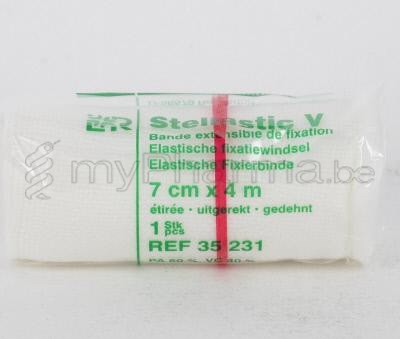 L&R Stellastic V
Bande extensible de fixation
Elastische fixatiewindsel
Elastische Fixierbinde
myPharma.be
7 cm x 4 m
étirée · uitgerekt · gedehnt
1 Stk
pcs
REF 35 231